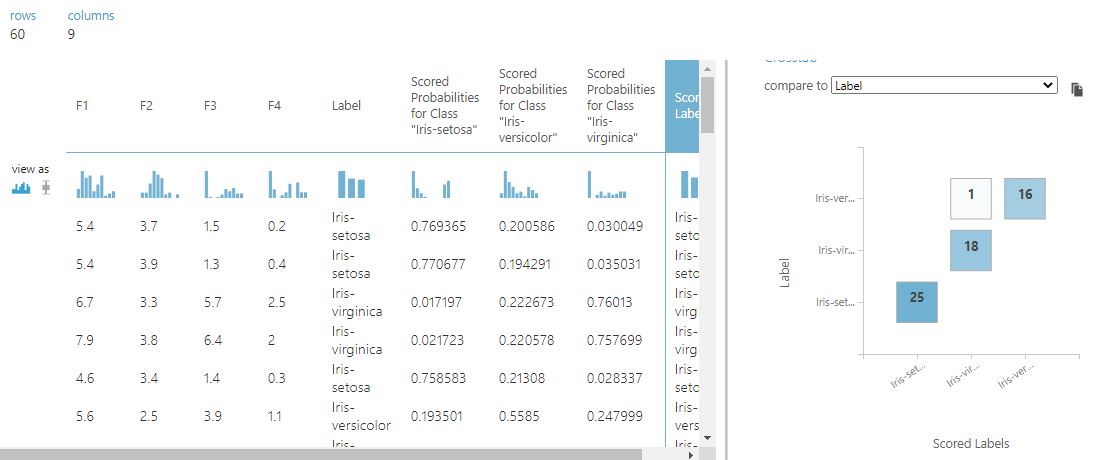 rows columns
60 9
Crosstab
compare to Label
F1 F2 F3 F4 Label Scored Probabilities for Class "Iris-setosa" Scored Probabilities for Class "Iris-versicolor" Scored Probabilities for Class "Iris-virginica" Scor Labe
view as
5.4 3.7 1.5 0.2 Iris-setosa 0.769365 0.200586 0.030049 Iris-seto
5.4 3.9 1.3 0.4 Iris-setosa 0.770677 0.194291 0.035031 Iris-seto
6.7 3.3 5.7 2.5 Iris-virginica 0.017197 0.222673 0.76013 Iris-virg
7.9 3.8 6.4 2 Iris-virginica 0.021723 0.220578 0.757699 Iris-virg
4.6 3.4 1.4 0.3 Iris-setosa 0.758583 0.21308 0.028337 Iris-seto
5.6 2.5 3.9 1.1 Iris-versicolor 0.193501 0.5585 0.247999 Iris-vers
Iris- Iris-
Label
Iris-ver... 1 16
Iris-vir... 18
Iris-set... 25
Iris-set... Iris-vir... Iris-ver...
Scored Labels